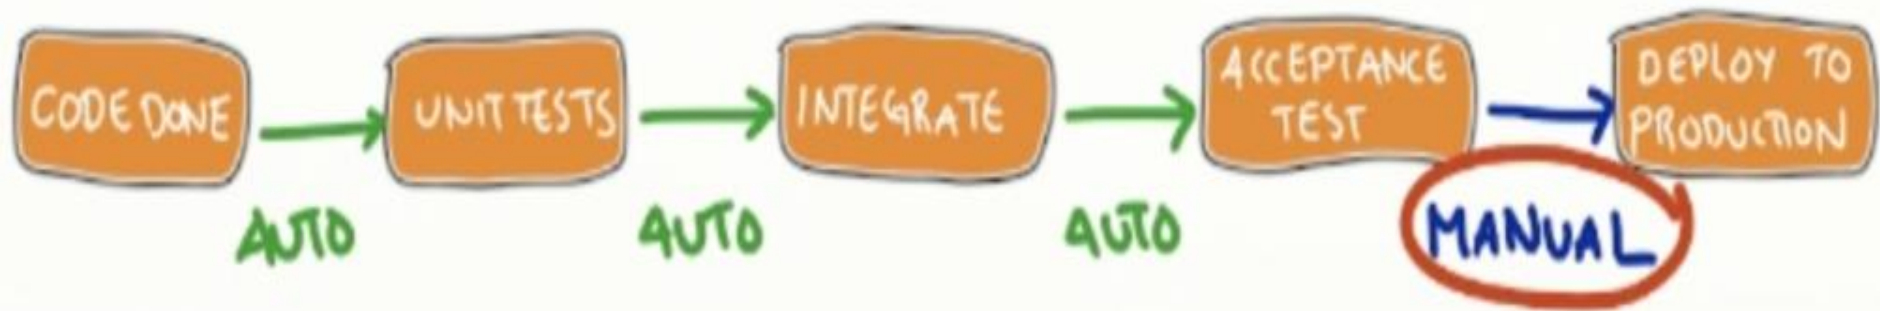 CODE DONE
UNIT TESTS
INTEGRATE
ACCEPTANCE
TEST
DEPLOY TO
PRODUCTION
AUTO
AUTO
AUTO
MANUAL